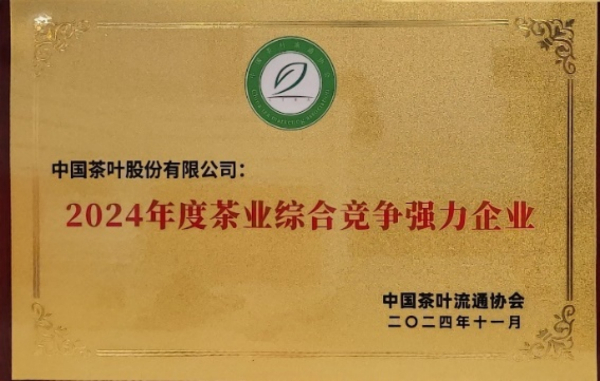 中国茶叶股份有限公司：
2024年度茶业综合竞争强力企业
中国茶叶流通协会
二〇二四年十一月